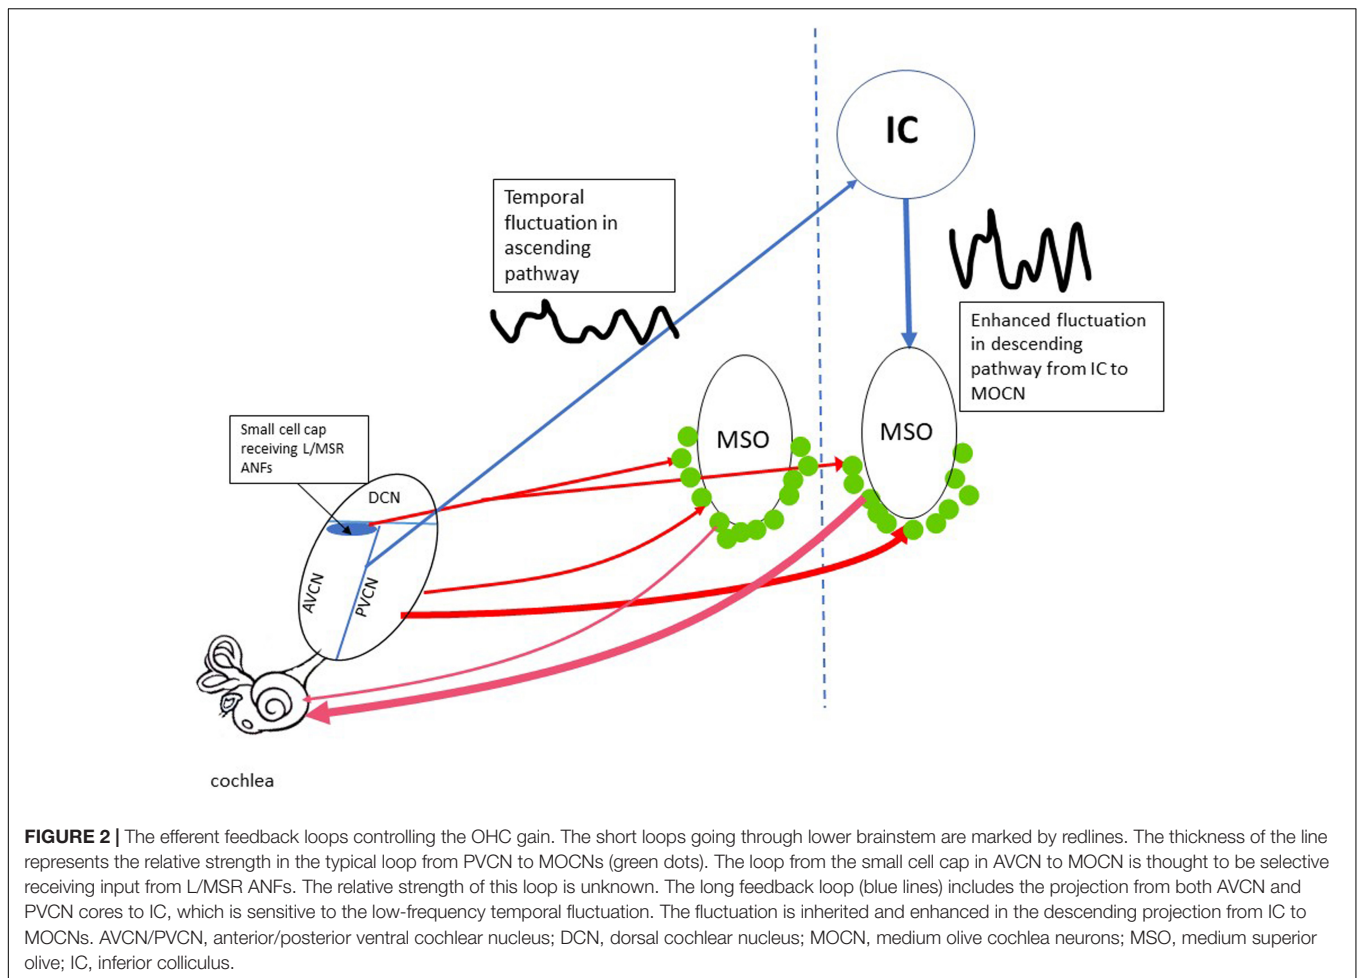 IC
Temporal
fluctuation in
ascending
pathway
Enhanced fluctuation
in descending
pathway from IC to
MOCN
Small cell cap
receiving L/MSR
ANFs
MSO
MSO
DCN
AVCN
PVCN
cochlea
FIGURE 2 | The efferent feedback loops controlling the OHC gain. The short loops going through lower brainstem are marked by redlines. The thickness of the line
represents the relative strength in the typical loop from PVCN to MOCNs (green dots). The loop from the small cell cap in AVCN to MOCN is thought to be selective
receiving input from L/MSR ANFs. The relative strength of this loop is unknown. The long feedback loop (blue lines) includes the projection from both AVCN and
PVCN cores to IC, which is sensitive to the low-frequency temporal fluctuation. The fluctuation is inherited and enhanced in the descending projection from IC to
MOCNs. AVCN/PVCN, anterior/posterior ventral cochlear nucleus; DCN, dorsal cochlear nucleus; MOCN, medium olive cochlea neurons; MSO, medium superior
olive; IC, inferior colliculus.